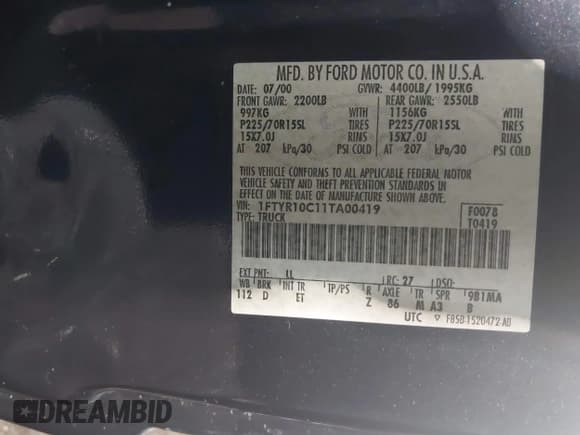 MFD. BY FORD MOTOR CO. IN U.S.A.
DATE: 07/00 GVWR: 4400LB/ 1995KG
FRONT GAWR: 2200LB REAR GAWR: 2550LB
997KG WITH 1156KG WITH
P225/70R15SL TIRES P225/70R15SL TIRES
15X7.0J RIMS 15X7.0J RIMS
AT 207 kPa/30 PSI COLD AT 207 kPa/30 PSI COLD
THIS VEHICLE CONFORMS TO ALL APPLICABLE FEDERAL MOTOR
VEHICLE SAFETY AND THEFT PREVENTION STANDARDS IN
EFFECT ON THE DATE OF MANUFACTURE SHOWN ABOVE.
VIN: 1FTYR10C11TA00419 F0078
TYPE: TRUCK T0419
EXT PNT: LL RC: 27 DSO:
WB BRK INT TR TP/PS R AXLE TR SPR 9B1MA
112 D ET Z 86 M A3 B
UTC F85B-1520472-AD
DREAMBID